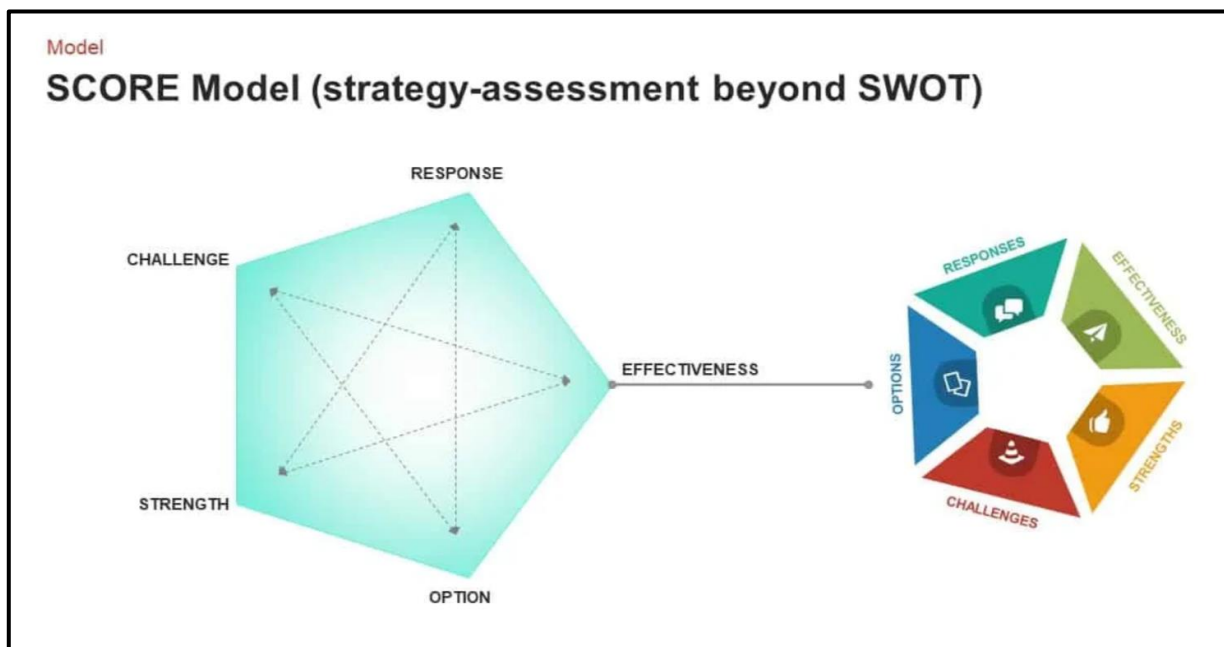 Model
SCORE Model (strategy-assessment beyond SWOT)
RESPONSE
CHALLENGE
EFFECTIVENESS
STRENGTH
OPTION
RESPONSES
EFFECTIVENESS
OPTIONS
STRENGTHS
CHALLENGES